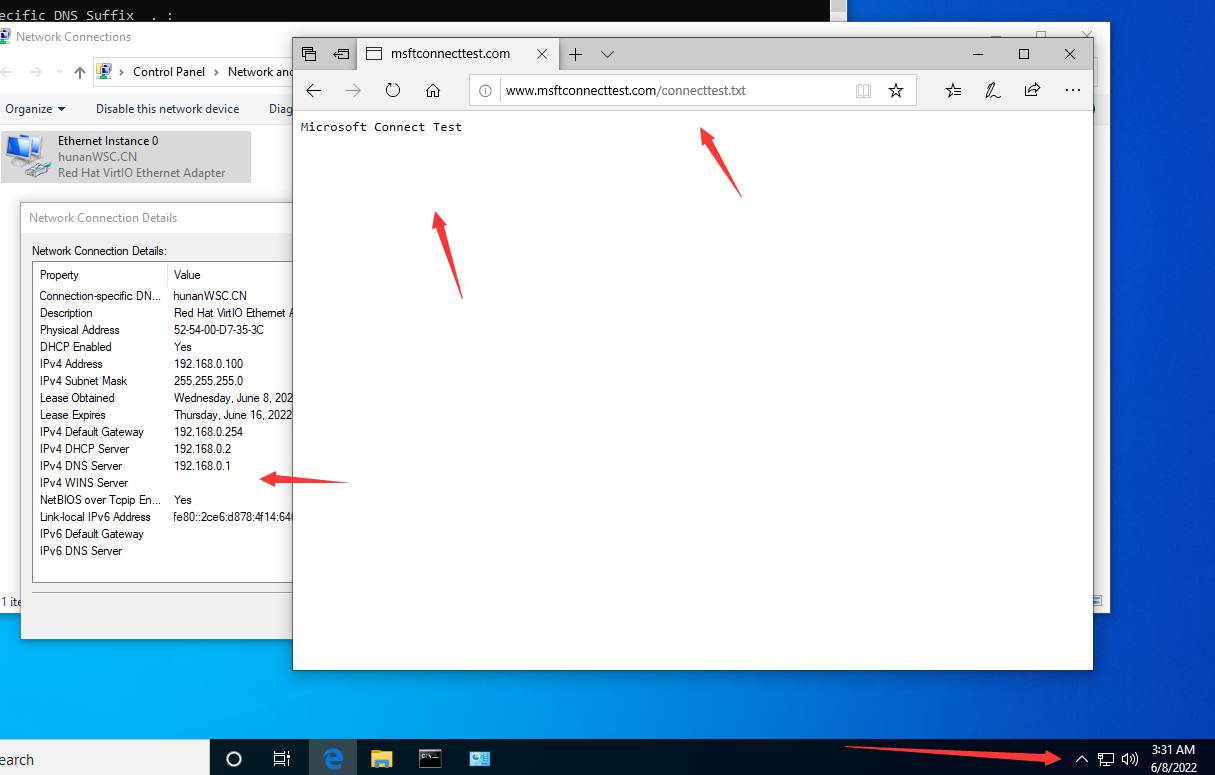 ecific DNS Suffix . :
Network Connections
Control Panel > Network and
Organize
Disable this network device
Diag
Ethernet Instance 0
hunanWSC.CN
Red Hat VirtIO Ethernet Adapter
Network Connection Details
Network Connection Details:
Property Value
Connection-specific DN... hunanWSC.CN
Description Red Hat VirtIO Ethernet A
Physical Address 52-54-00-D7-35-3C
DHCP Enabled Yes
IPv4 Address 192.168.0.100
IPv4 Subnet Mask 255.255.255.0
Lease Obtained Wednesday, June 8, 202
Lease Expires Thursday, June 16, 2022
IPv4 Default Gateway 192.168.0.254
IPv4 DHCP Server 192.168.0.2
IPv4 DNS Server 192.168.0.1
IPv4 WINS Server
NetBIOS over Tcpip En... Yes
Link-local IPv6 Address fe80::2ce6:d878:4f14:640
IPv6 Default Gateway
IPv6 DNS Server
1 ite
msftconnecttest.com
www.msftconnecttest.com/connecttest.txt
Microsoft Connect Test
earch
3:31 AM
6/8/2022